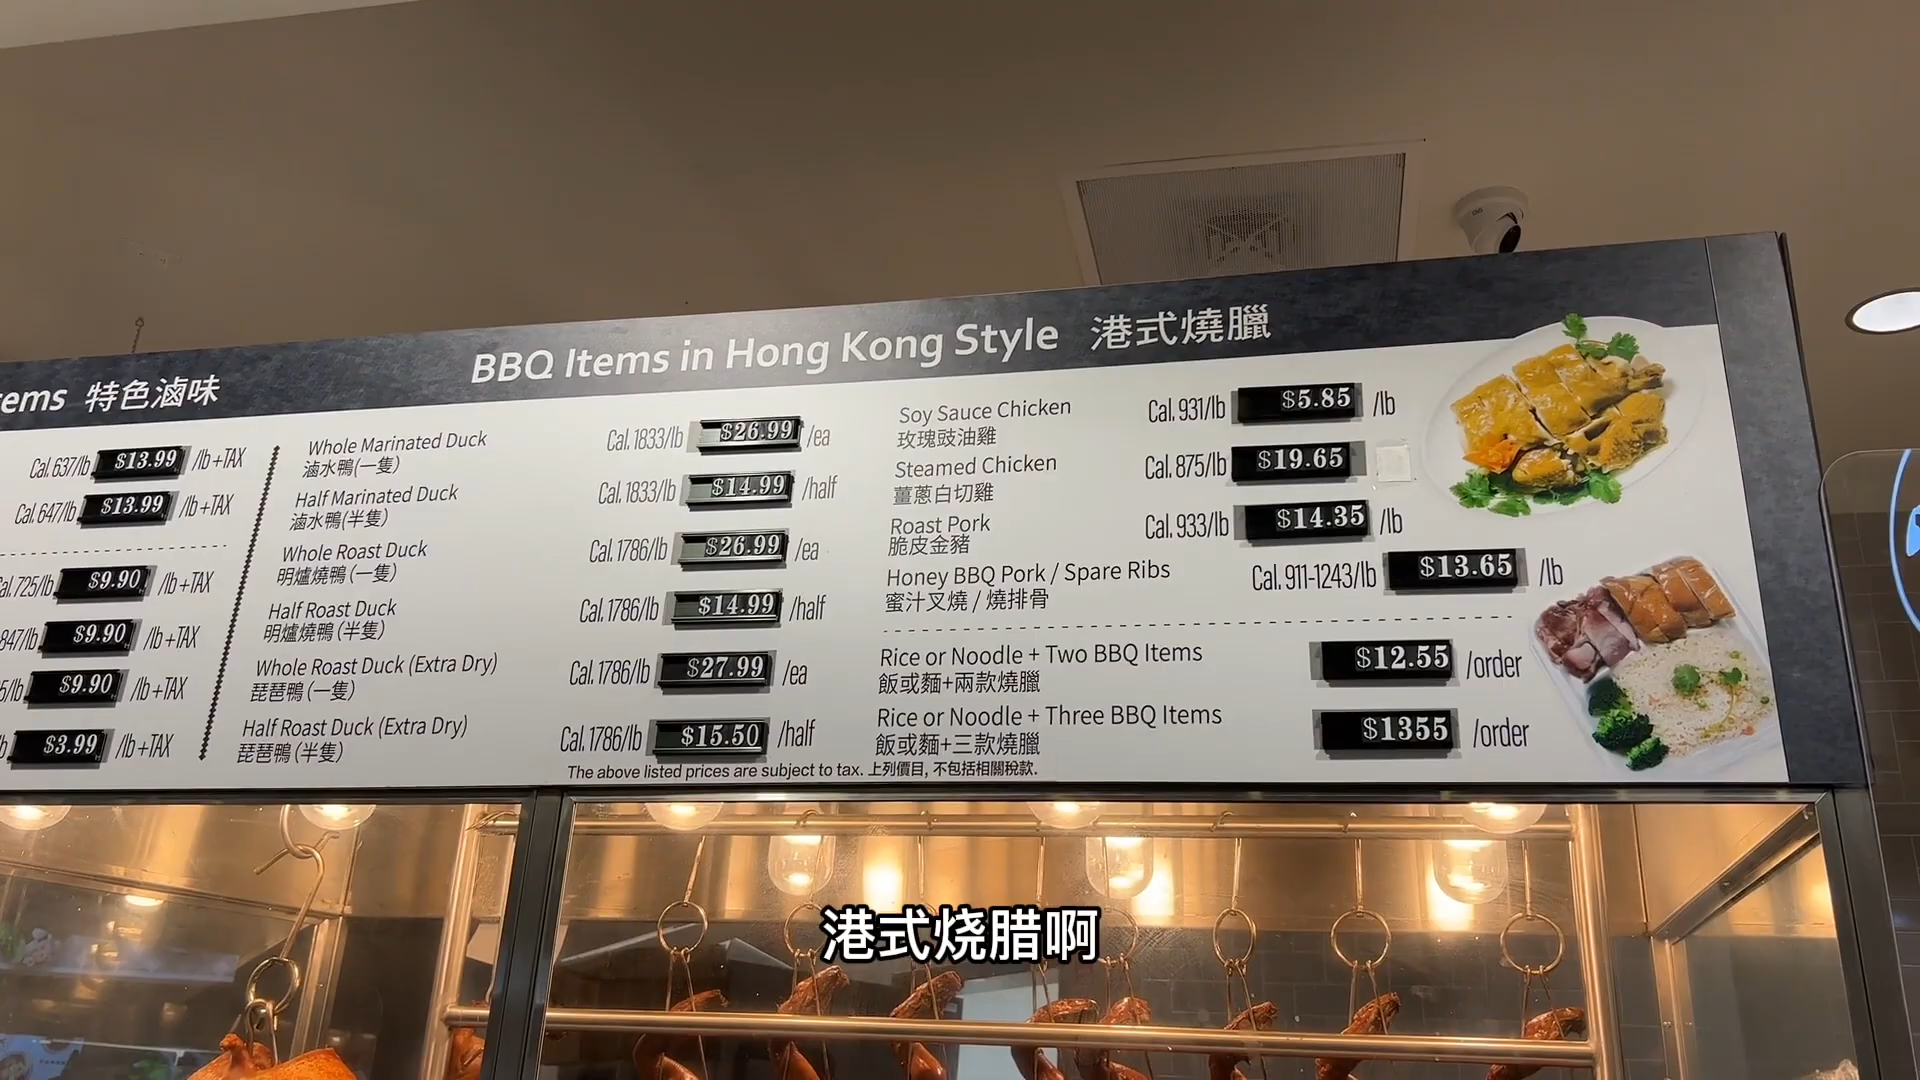 BBQ Items in Hong Kong Style 港式燒臘
特色滷味
Cal. 637/lb $13.99 /lb+TAX
Cal. 647/lb $13.99 /lb+TAX
Cal. 725/lb $9.90 /lb+TAX
847/lb $9.90 /lb+TAX
5/lb $9.90 /lb+TAX
$3.99 /lb+TAX
Whole Marinated Duck Cal. 1833/lb $26.99 /ea
滷水鴨(一隻)
Half Marinated Duck Cal. 1833/lb $14.99 /half
滷水鴨(半隻)
Whole Roast Duck Cal. 1786/lb $26.99 /ea
明爐燒鴨(一隻)
Half Roast Duck Cal. 1786/lb $14.99 /half
明爐燒鴨(半隻)
Whole Roast Duck (Extra Dry) Cal. 1786/lb $27.99 /ea
琵琶鴨(一隻)
Half Roast Duck (Extra Dry) Cal. 1786/lb $15.50 /half
琵琶鴨(半隻)
Soy Sauce Chicken Cal. 931/lb $5.85 /lb
玫瑰豉油雞
Steamed Chicken Cal. 875/lb $19.65
薑蔥白切雞
Roast Pork Cal. 933/lb $14.35 /lb
脆皮金豬
Honey BBQ Pork / Spare Ribs Cal. 911-1243/lb $13.65 /lb
蜜汁叉燒 / 燒排骨
Rice or Noodle + Two BBQ Items $12.55 /order
飯或麵+兩款燒臘
Rice or Noodle + Three BBQ Items $1355 /order
飯或麵+三款燒臘
The above listed prices are subject to tax. 上列價目, 不包括相關稅款.
港式烧腊啊